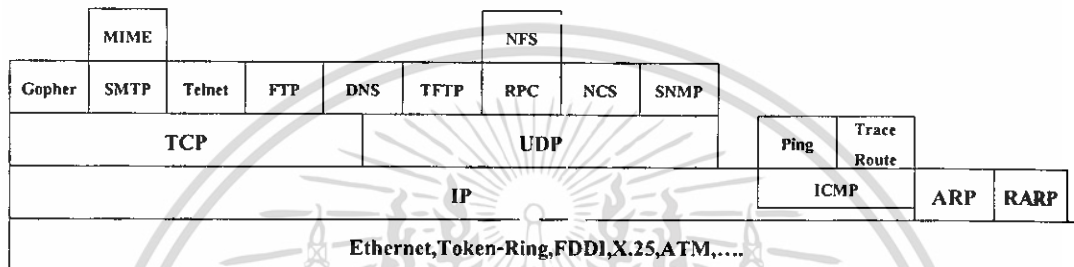 MIME NFS
Gopher SMTP Telnet FTP DNS TFTP RPC NCS SNMP
TCP UDP Ping Trace
Route
IP ICMP ARP RARP
Ethernet,Token-Ring,FDDI,X.25,ATM,....